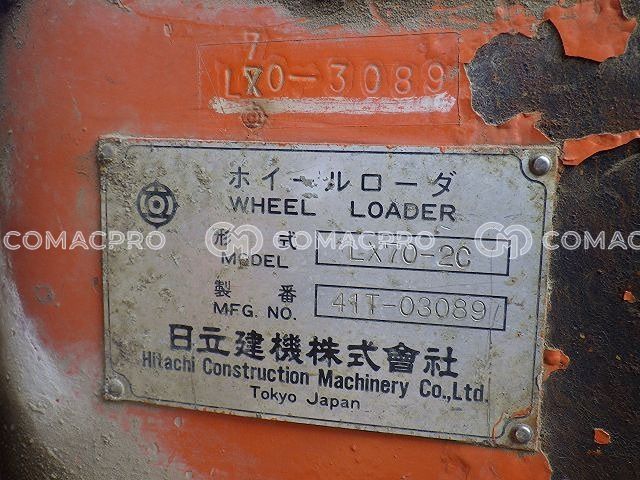 7
LX0-3089
ホイールローダ
WHEEL LOADER
形式
MODEL LX70-2C
製番
MFG. NO. 41T-03089
日立建機株式會社
Hitachi Construction Machinery Co.,Ltd.
Tokyo Japan
COMACPRO COMACPRO COMACPRO